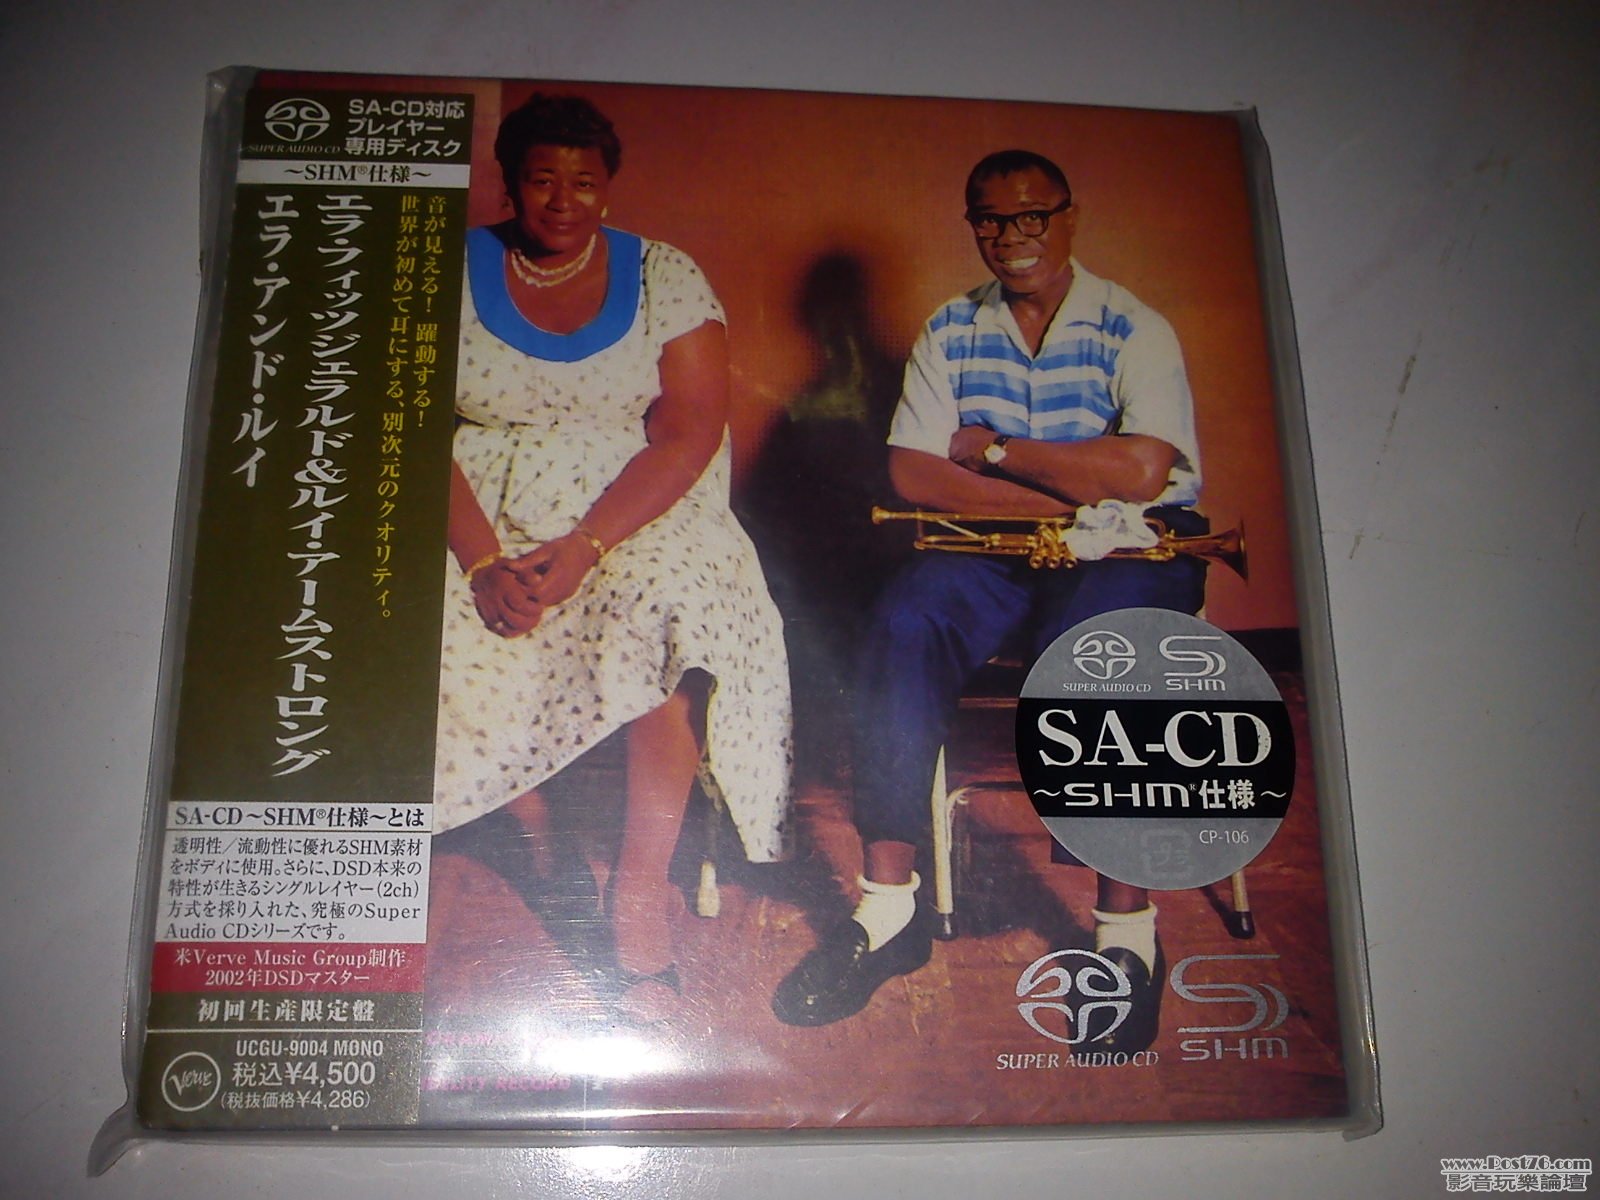 SUPER AUDIO CD
SA-CD対応
プレイヤー
専用ディスク
~SHM®仕様~
音が見える!躍動する!
世界が初めて耳にする、別次元のクオリティ。
エラ・フィッツジェラルド&ルイ・アームストロング
エラ・アンド・ルイ
SA-CD~SHM®仕様~とは
透明性/流動性に優れるSHM素材
をボディに使用。さらに、DSD本来の
特性が生きるシングルレイヤー(2ch)
方式を採り入れた、究極のSuper
Audio CDシリーズです。
米Verve Music Group制作
2002年DSDマスター
初回生産限定盤
UCGU-9004 MONO
VERVE
税込¥4,500
(税抜価格¥4,286)
SUPER AUDIO CD
SHM
SA-CD
~SHM®仕様~
CP-106
SUPER AUDIO CD
SHM
RECORD
www.Post76.com
影音玩樂論壇